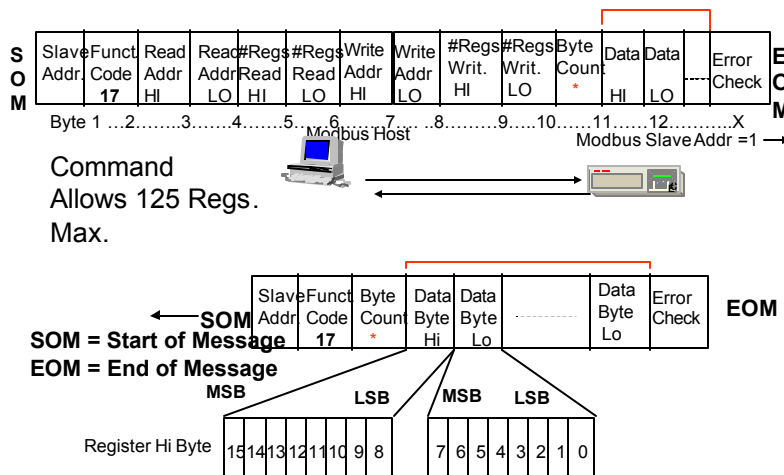 SOM
Slave Addr.
Funct. Code 17
Read Addr HI
Read Addr LO
#Regs Read HI
#Regs Read LO
Write Addr HI
Write Addr LO
#Regs Writ. HI
#Regs Writ. LO
Byte Count *
Data HI
Data LO
Error Check
EOM
Byte 1 ...2........3.......4.......5......6.......7... ..8........9....10.......11......12...........X
Modbus Host
Modbus Slave Addr =1
Command
Allows 125 Regs.
Max.
SOM
Slave Addr.
Funct. Code 17
Byte Count *
Data Byte Hi
Data Byte Lo
Data Byte Lo
Error Check
EOM
SOM = Start of Message
EOM = End of Message
MSB LSB MSB LSB
Register Hi Byte 15 14 13 12 11 10 9 8 7 6 5 4 3 2 1 0